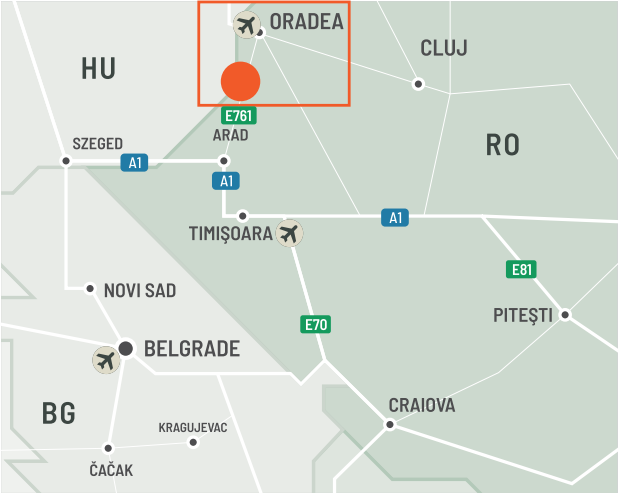 ORADEA
CLUJ
HU
E761
ARAD
SZEGED
RO
A1
A1
A1
TIMIŞOARA
E81
NOVI SAD
PITEŞTI
E70
BELGRADE
BG
CRAIOVA
KRAGUJEVAC
ČAČAK